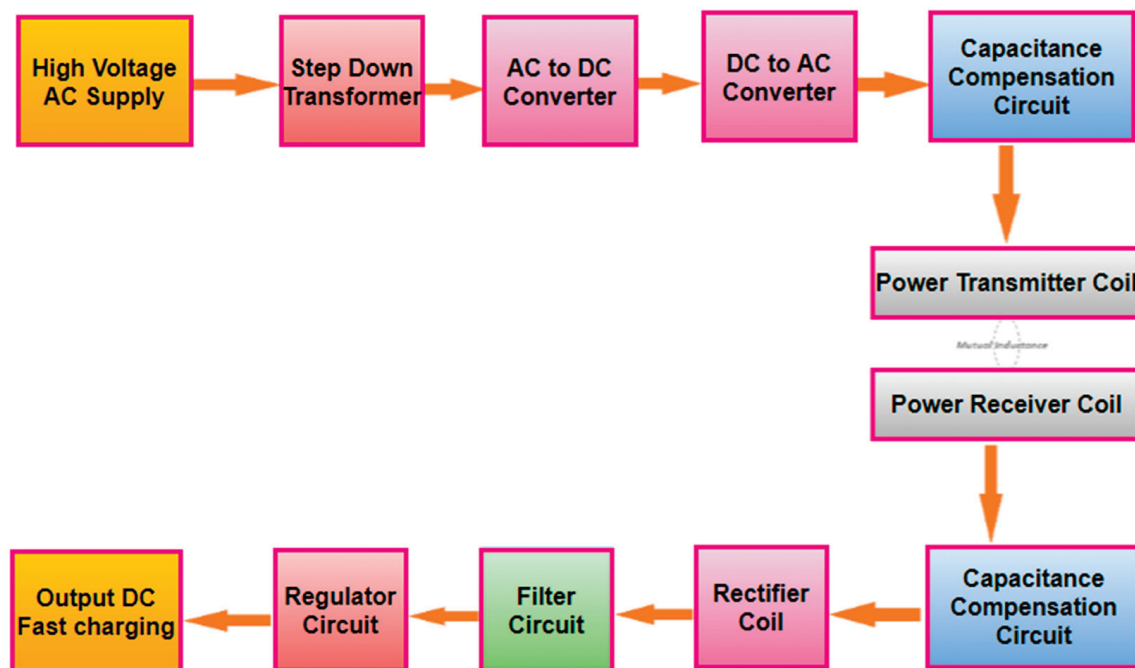 High Voltage
AC Supply
Step Down
Transformer
AC to DC
Converter
DC to AC
Converter
Capacitance
Compensation
Circuit
Power Transmitter Coil
Mutual Inductance
Power Receiver Coil
Capacitance
Compensation
Circuit
Rectifier
Coil
Filter
Circuit
Regulator
Circuit
Output DC
Fast charging